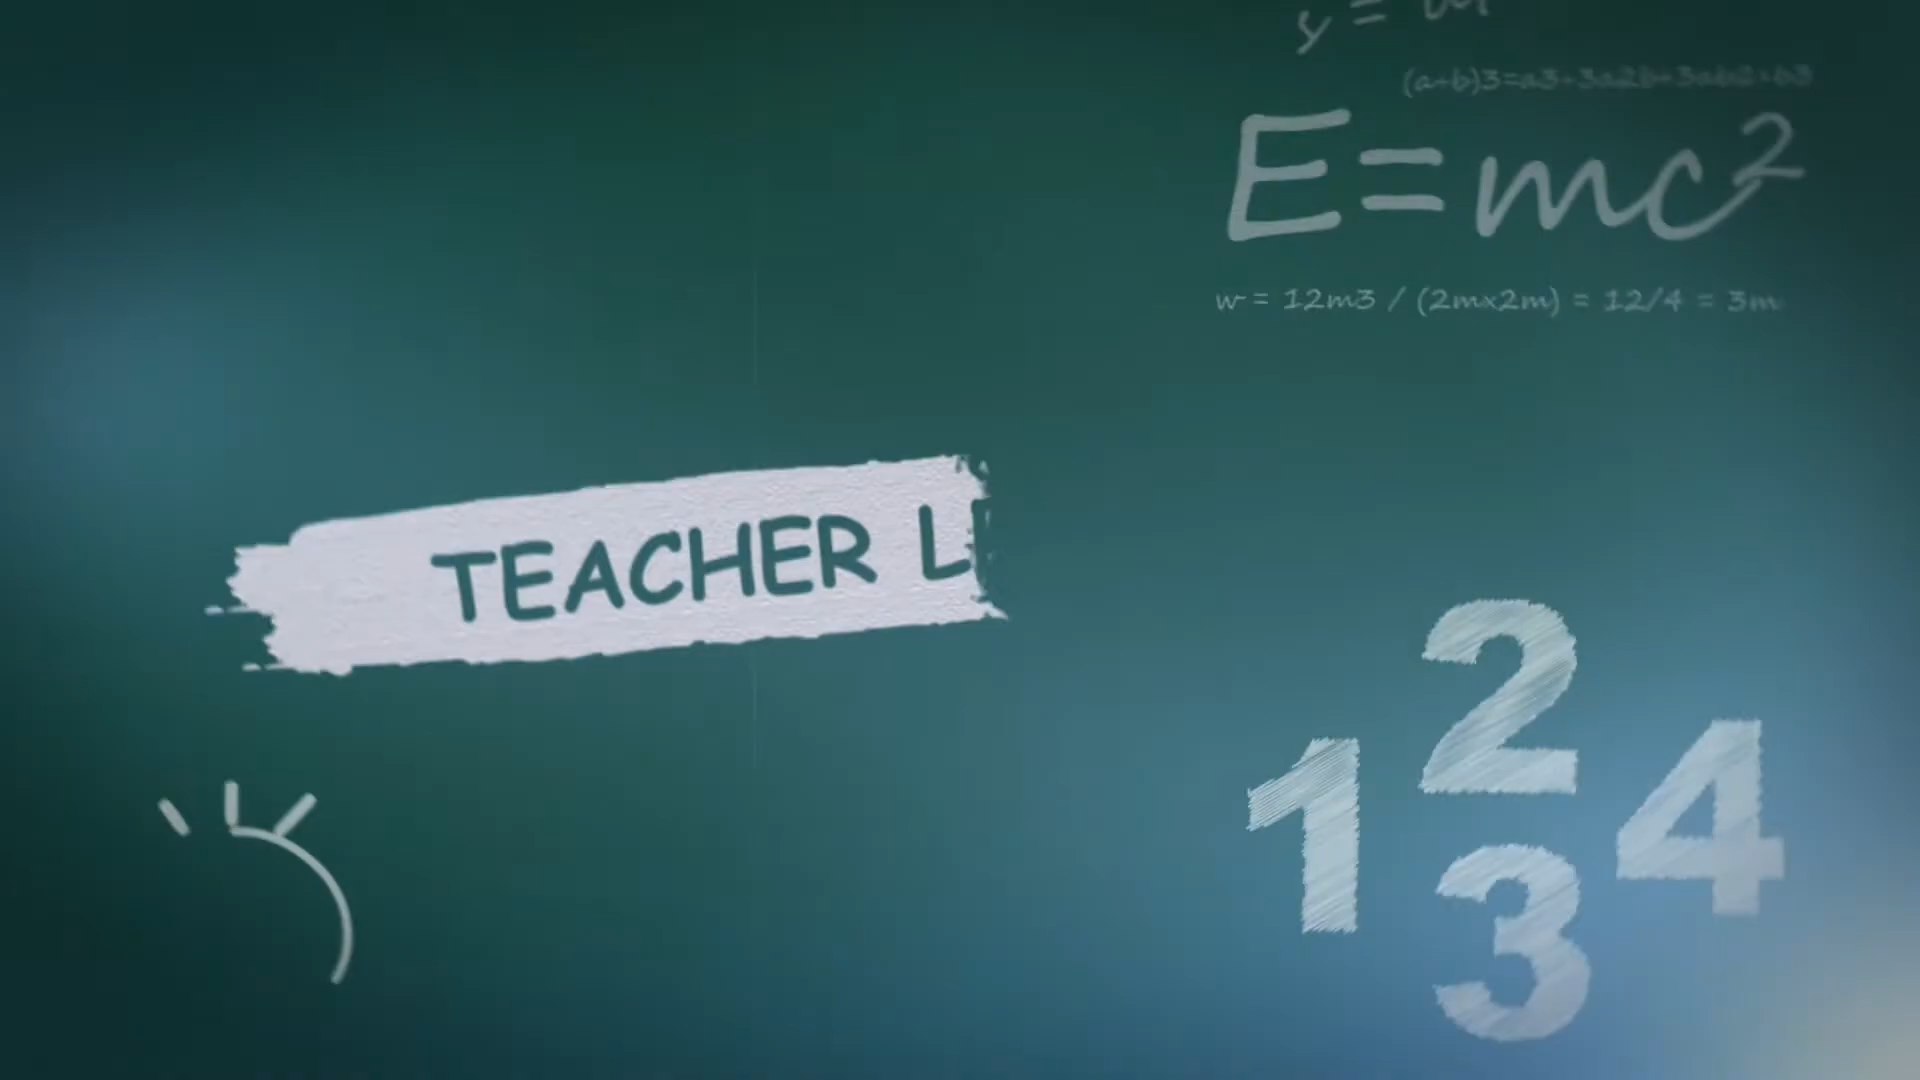 (a+b)3=a3+3a2b+3ab2+b3
E=mc²
w = 12m3 / (2mx2m) = 12/4 = 3m
TEACHER L
2
1 4
3